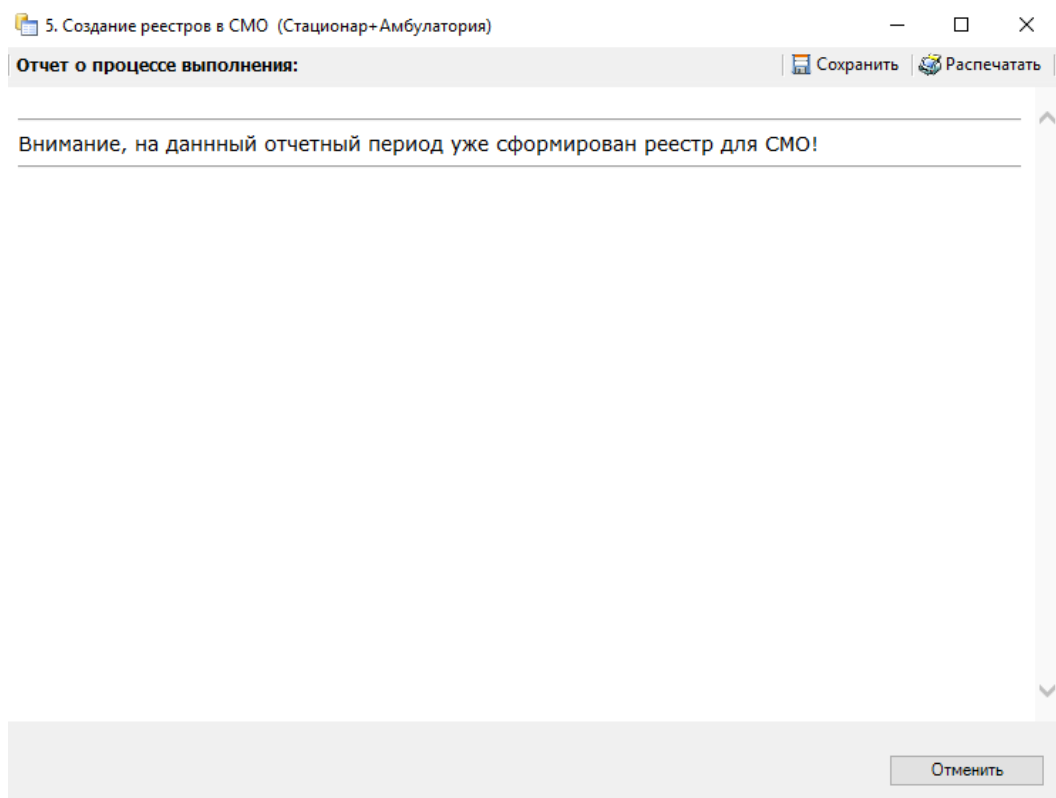 5. Создание реестров в СМО (Стационар+Амбулатория)
Отчет о процессе выполнения:
Сохранить
Распечатать
Внимание, на даннный отчетный период уже сформирован реестр для СМО!
Отменить